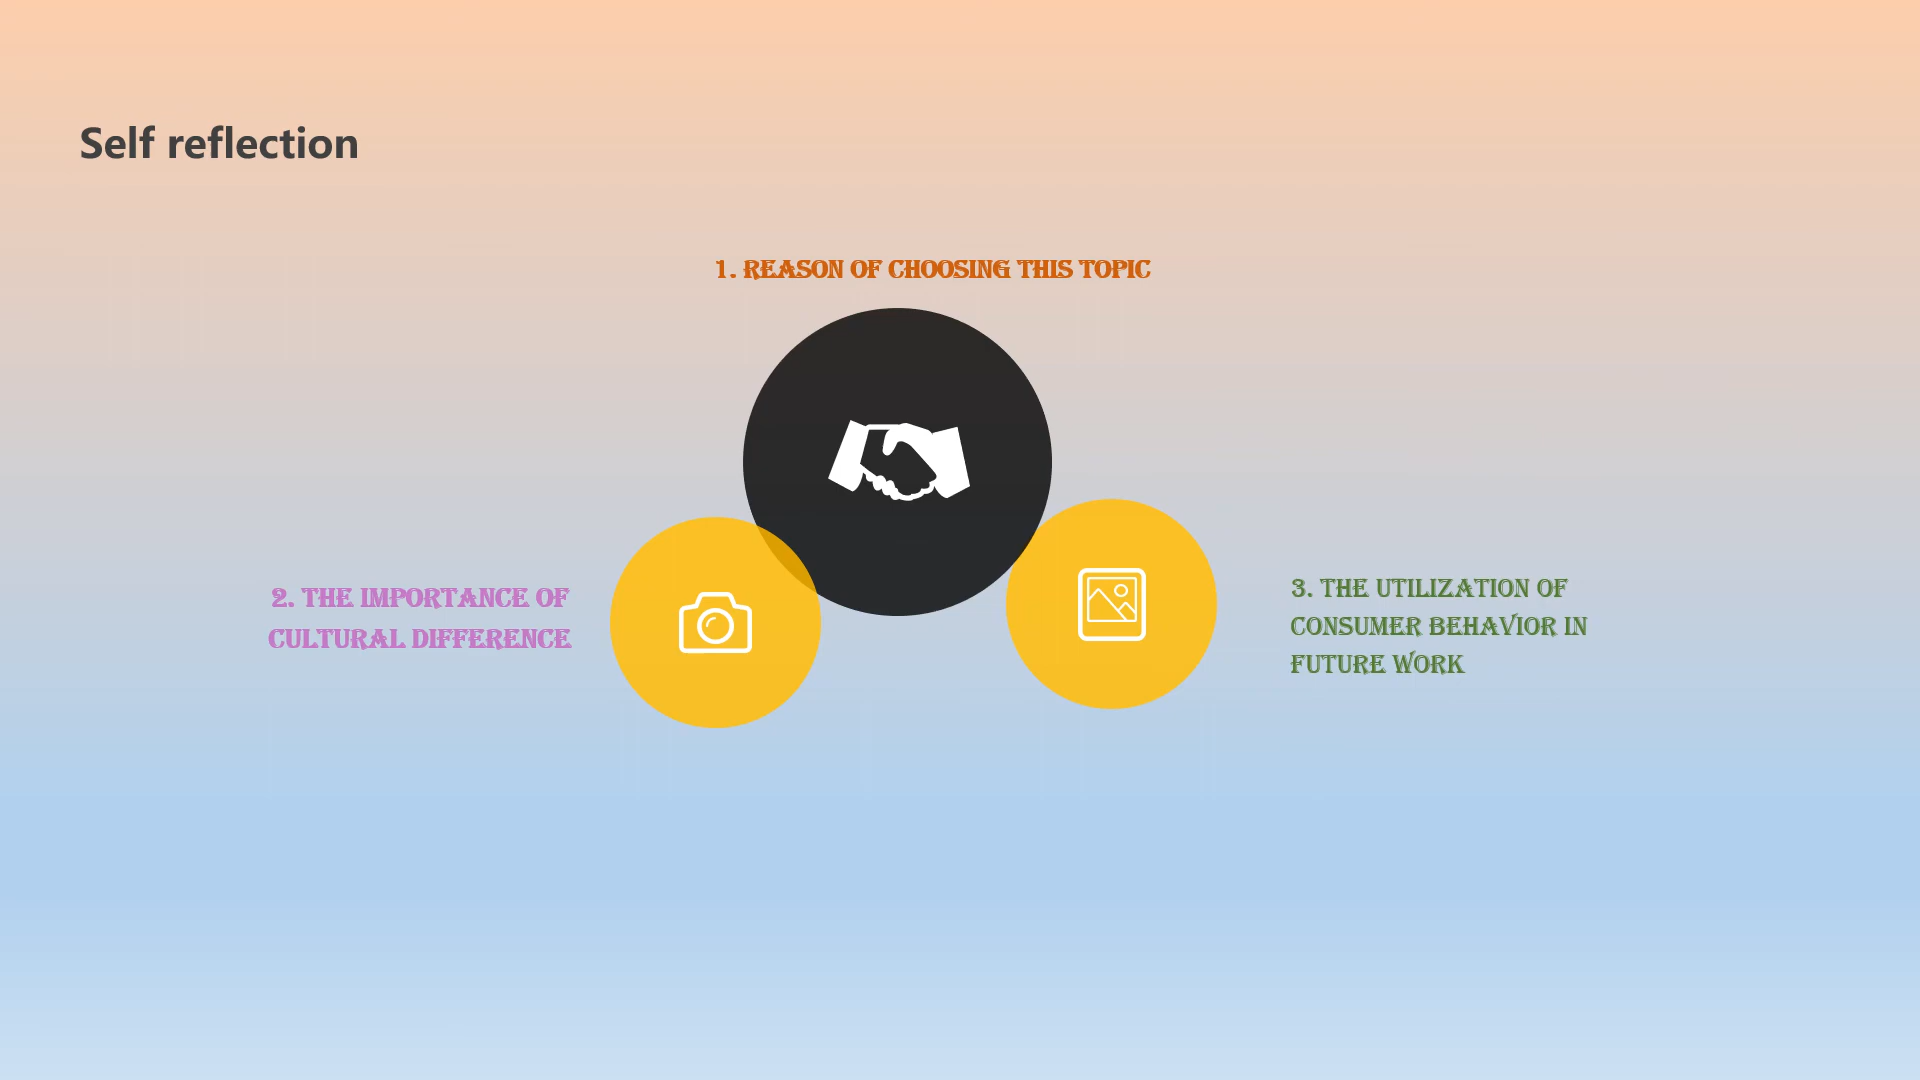 Self reflection
1. REASON OF CHOOSING THIS TOPIC
2. THE IMPORTANCE OF
CULTURAL DIFFERENCE
3. THE UTILIZATION OF
CONSUMER BEHAVIOR IN
FUTURE WORK